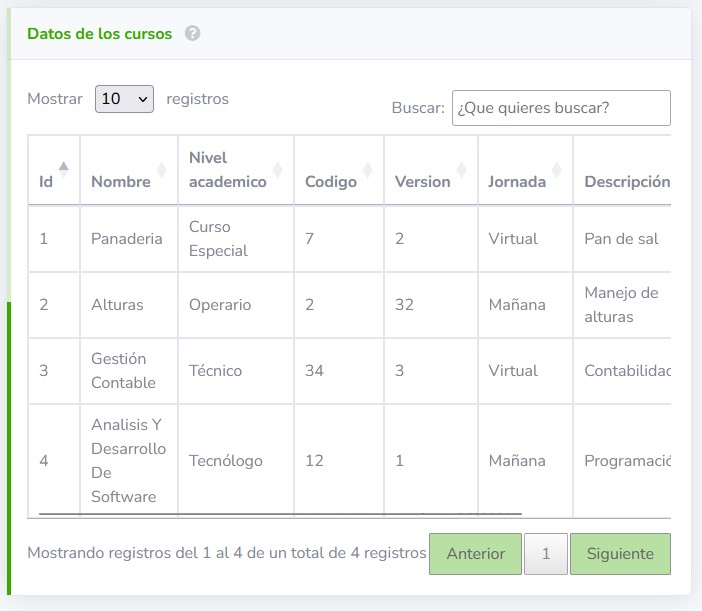 Datos de los cursos ?
Mostrar 10 registros
Buscar: ¿Que quieres buscar?
Id Nombre Nivel academico Codigo Version Jornada Descripción
1 Panaderia Curso Especial 7 2 Virtual Pan de sal
2 Alturas Operario 2 32 Mañana Manejo de alturas
3 Gestión Contable Técnico 34 3 Virtual Contabilidad
4 Analisis Y Desarrollo De Software Tecnólogo 12 1 Mañana Programació
Mostrando registros del 1 al 4 de un total de 4 registros Anterior 1 Siguiente